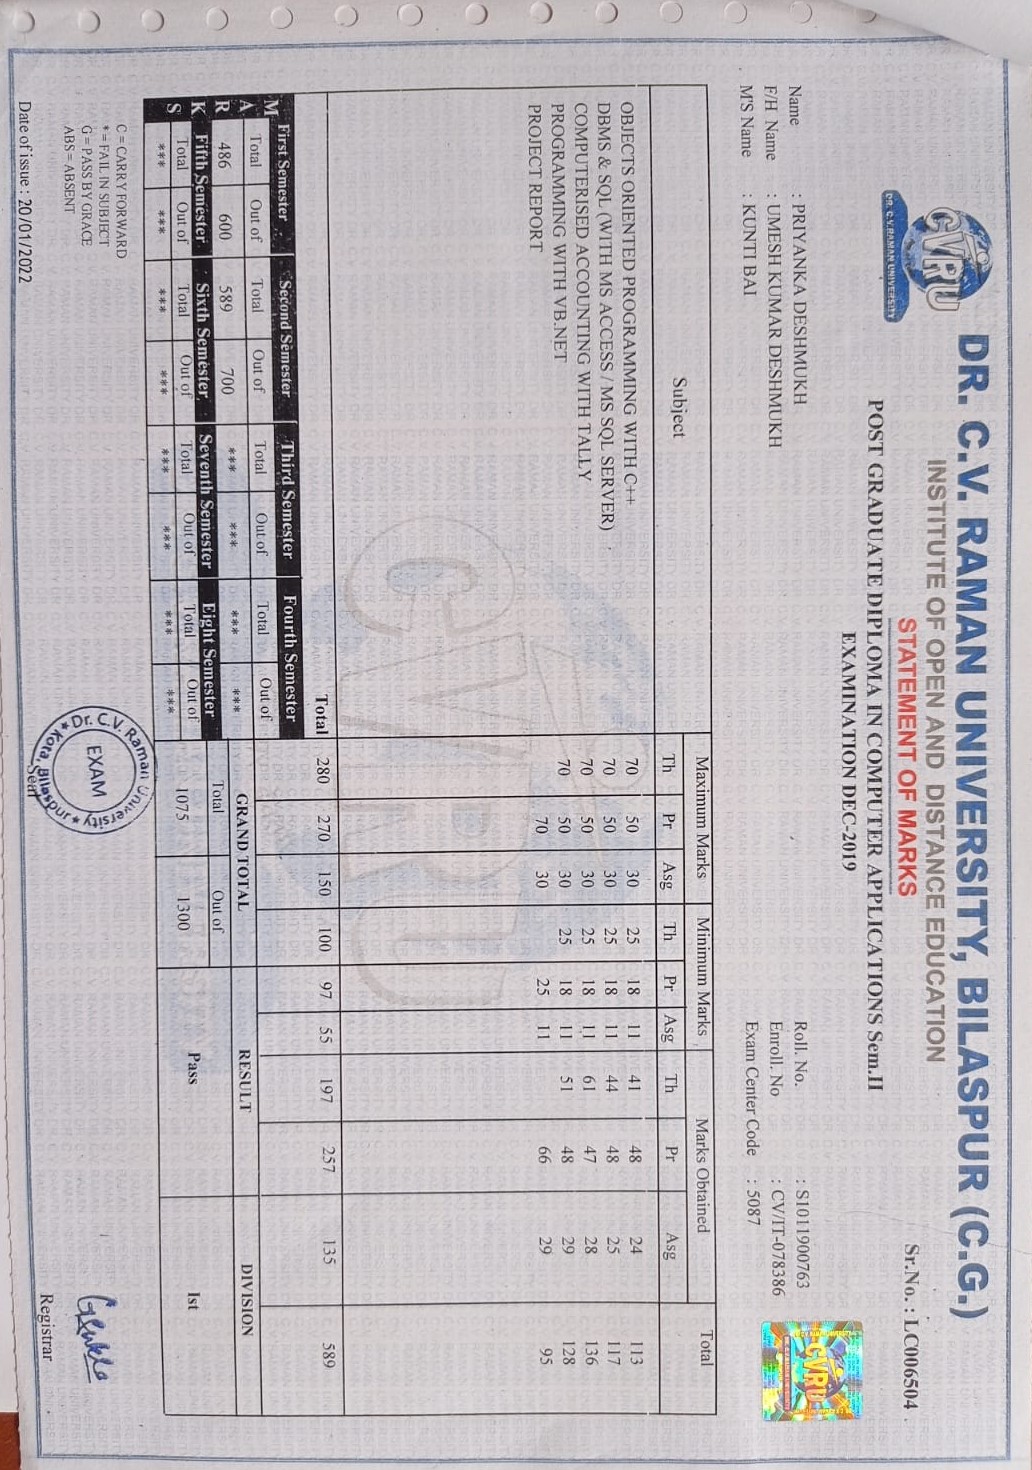 DR. C.V. RAMAN UNIVERSITY, BILASPUR (C.G.)
INSTITUTE OF OPEN AND DISTANCE EDUCATION
STATEMENT OF MARKS
Sr.No. : LC006504
CVRU
DR. C.V.RAMAN UNIVERSITY
POST GRADUATE DIPLOMA IN COMPUTER APPLICATIONS Sem.II
EXAMINATION DEC-2019
CVRU
Name : PRIYANKA DESHMUKH Roll. No. : S1011900763
F/H Name : UMESH KUMAR DESHMUKH Enroll. No : CV/IT-078386
M'S Name : KUNTI BAI Exam Center Code : 5087
Subject Maximum Marks Minimum Marks Marks Obtained Total
Th Pr Asg Th Pr Asg Th Pr Asg
OBJECTS ORIENTED PROGRAMMING WITH C++ 70 50 30 25 18 11 41 48 24 113
DBMS & SQL (WITH MS ACCESS / MS SQL SERVER) 70 50 30 25 18 11 44 48 25 117
COMPUTERISED ACCOUNTING WITH TALLY 70 50 30 25 18 11 61 47 28 136
PROGRAMMING WITH VB.NET 70 50 30 25 18 11 51 48 29 128
PROJECT REPORT 70 30 25 11 66 29 95
CVRU
Total 280 270 150 100 97 55 197 257 135 589
MARKS
First Semester Second Semester Third Semester Fourth Semester GRAND TOTAL RESULT DIVISION
Total Out of Total Out of Total Out of Total Out of
486 600 589 700 *** *** *** ***
Fifth Semester Sixth Semester Seventh Semester Eight Semester Total Out of
Total Out of Total Out of Total Out of Total Out of 1075 1300 Pass Ist
*** *** *** *** *** *** *** ***
C = CARRY FORWARD
* = FAIL IN SUBJECT
G = PASS BY GRACE
ABS = ABSENT
Dr. C.V. Raman University
EXAM
Kota, Bilaspur
Seal
Registrar
Date of issue : 20/01/2022